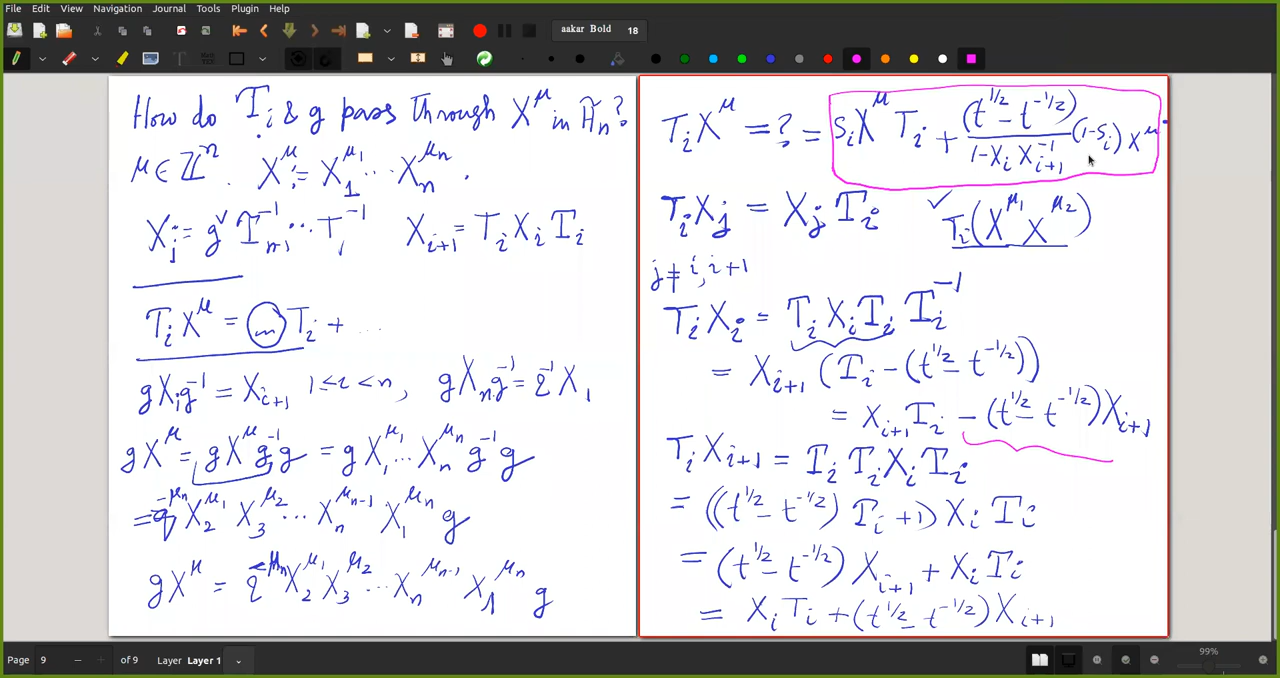 File Edit View Navigation Journal Tools Plugin Help
aakar Bold 18
How do T_i & g pass through X^μ in H̃_n?
μ ∈ Z^n. X^μ := X_1^{μ_1} ⋯ X_n^{μ_n}.
X_j = g^∨ T_{n-1}^{-1} ⋯ T_1^{-1} X_{i+1} = T_i X_i T_i
T_i X^μ = (m) T_i + ⋯
g X_i g^{-1} = X_{i+1} 1<i<n, g X_n g^{-1} = q^{-1} X_1
g X^μ = g X^μ g^{-1} g = g X_1^{μ_1} ⋯ X_n^{μ_n} g^{-1} g
= q^{-μ_n} X_2^{μ_1} X_3^{μ_2} ⋯ X_n^{μ_{n-1}} X_1^{μ_n} g
g X^μ = q^{-μ_n} X_2^{μ_1} X_3^{μ_2} ⋯ X_n^{μ_{n-1}} X_1^{μ_n} g
T_i X^μ = ? = s_i X^μ T_i + (t^{1/2} - t^{-1/2}) / (1 - X_i X_{i+1}^{-1}) (1 - s_i) X^μ
T_i X_j = X_j T_i ✓ T_i (X^{μ_1} X^{μ_2})
j ≠ i, i+1
T_i X_i = T_i X_i T_i T_i^{-1}
= X_{i+1} (T_i - (t^{1/2} - t^{-1/2}))
= X_{i+1} T_i - (t^{1/2} - t^{-1/2}) X_{i+1}
T_i X_{i+1} = T_i T_i X_i T_i
= ((t^{1/2} - t^{-1/2}) T_i + 1) X_i T_i
= (t^{1/2} - t^{-1/2}) X_{i+1} + X_i T_i
= X_i T_i + (t^{1/2} - t^{-1/2}) X_{i+1}
Page 9 − + of 9 Layer Layer 1 99%